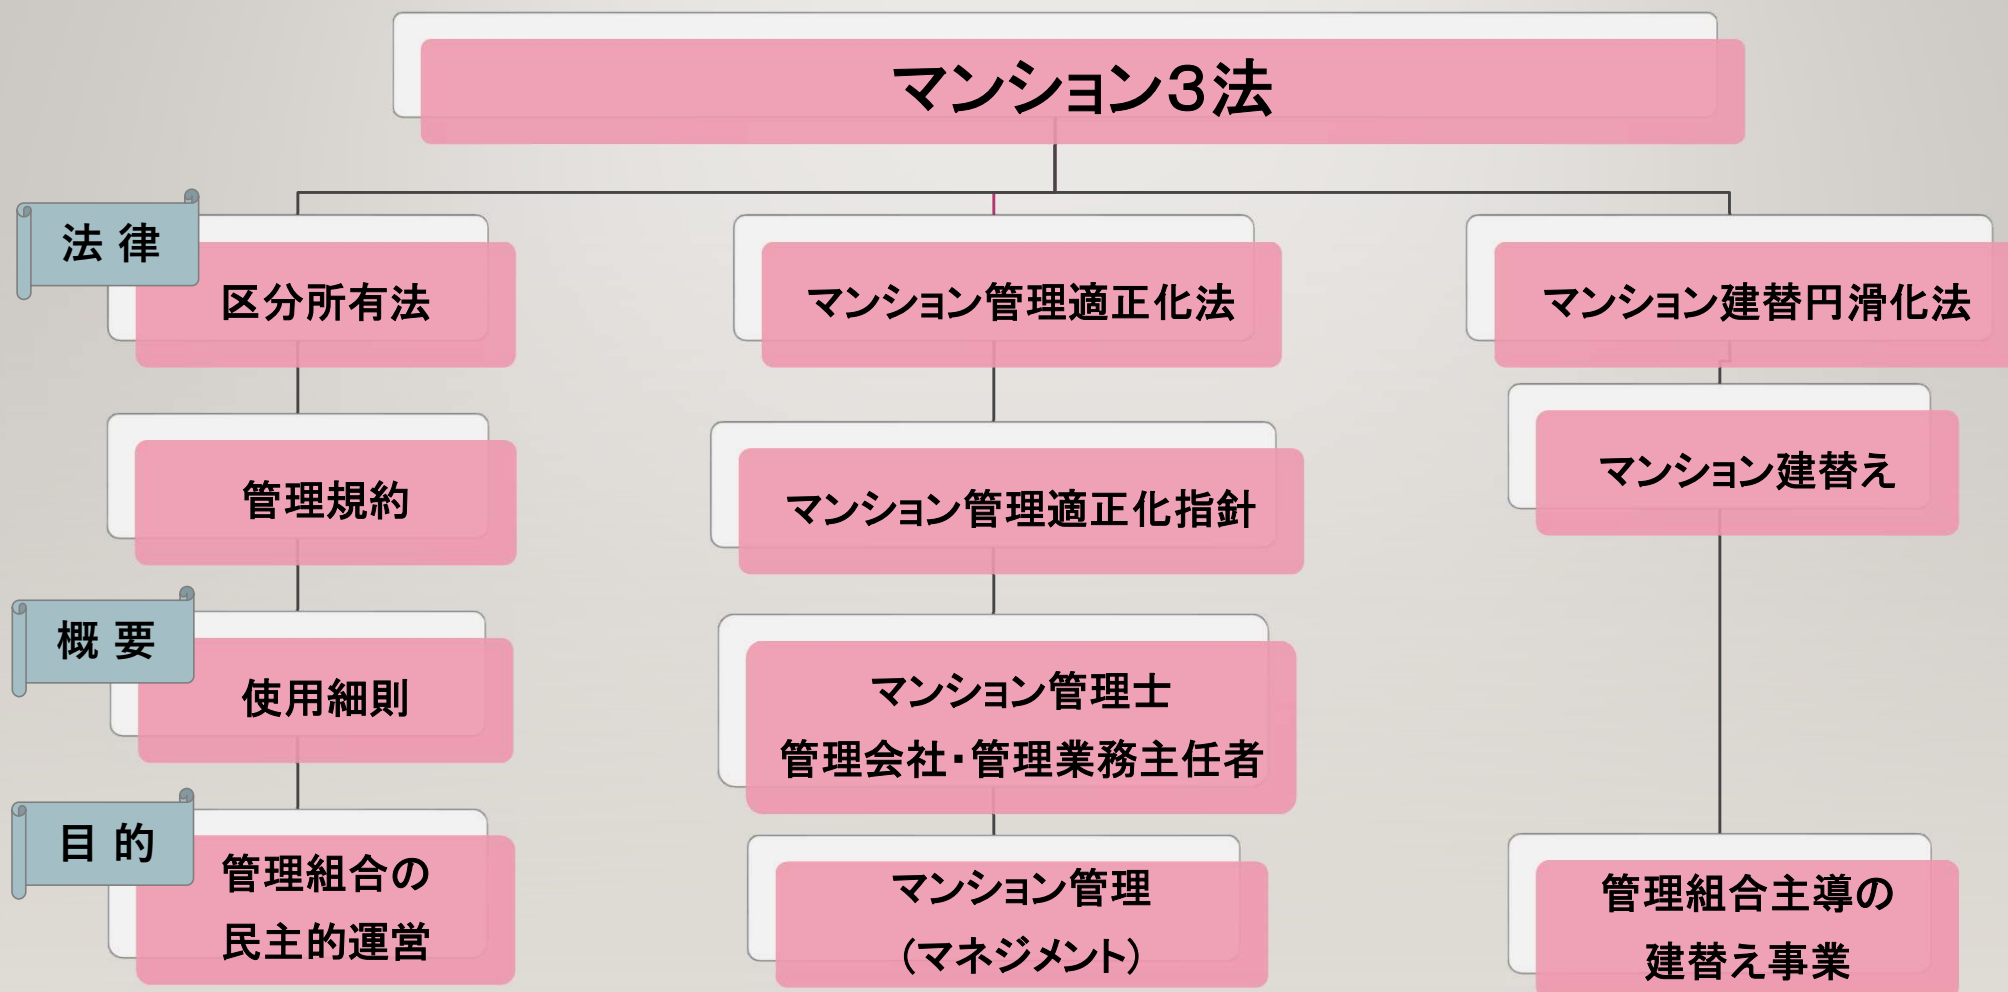 マンション3法
法 律
区分所有法
マンション管理適正化法
マンション建替円滑化法
管理規約
マンション管理適正化指針
マンション建替え
概 要
使用細則
マンション管理士
管理会社・管理業務主任者
目 的
管理組合の
民主的運営
マンション管理
(マネジメント)
管理組合主導の
建替え事業